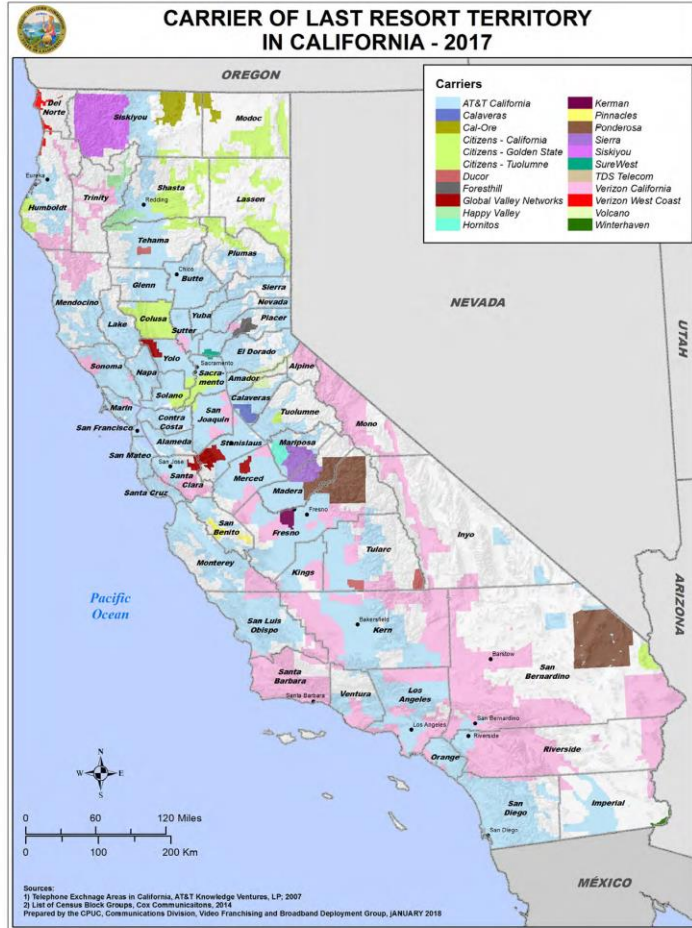 CARRIER OF LAST RESORT TERRITORY
IN CALIFORNIA - 2017
OREGON
Carriers
AT&T California
Calaveras
Cal-Ore
Citizens - California
Citizens - Golden State
Citizens - Tuolumne
Ducor
Foresthill
Global Valley Networks
Happy Valley
Hornitos
Kerman
Pinnacles
Ponderosa
Sierra
Siskiyou
SureWest
TDS Telecom
Verizon California
Verizon West Coast
Volcano
Winterhaven
Del
Norte
Siskiyou
Modoc
Eureka
Humboldt
Trinity
Shasta
Redding
Lassen
Tehama
Plumas
Chico
Butte
Glenn
Sierra
Mendocino
Colusa
Yuba
Nevada
Placer
Lake
Sutter
NEVADA
UTAH
Yolo
El Dorado
Sonoma
Napa
Sacramento
Sacra-
mento
Amador
Alpine
Solano
Calaveras
Marin
Contra
Costa
San
Joaquin
Tuolumne
Mono
San Francisco
Alameda
Stanislaus
Mariposa
San Mateo
San Jose
Santa
Clara
Merced
Santa Cruz
Madera
Fresno
San
Benito
Fresno
Inyo
Tulare
Monterey
Kings
ARIZONA
Pacific
Ocean
San Luis
Obispo
Bakersfield
Kern
Barstow
San
Bernardino
Santa
Barbara
Santa Barbara
Ventura
Los
Angeles
Los Angeles
San Bernardino
Riverside
Orange
Riverside
N
W
E
S
San
Diego
Imperial
San Diego
0 60 120 Miles
0 100 200 Km
MÉXICO
Sources:
1) Telephone Exchnage Areas in California, AT&T Knowledge Ventures, LP, 2007
2) List of Census Block Groups, Cox Communicaitons, 2014
Prepared by the CPUC, Communications Division, Video Franchising and Broadband Deployment Group, jANUARY 2018